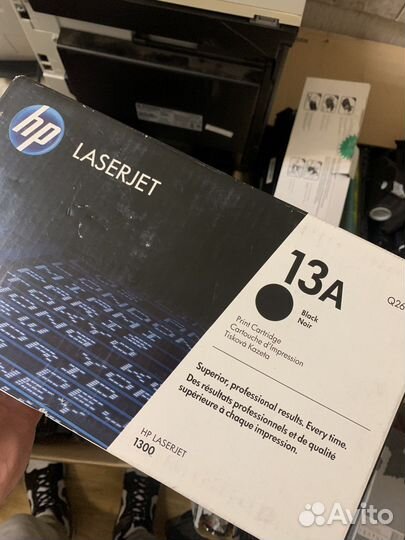 hp
LASERJET
13A
Q26
Black
Noir
Print Cartridge
Cartouche d'impression
Tisková Kazeta
Superior, professional results. Every time.
Des résultats professionnels et de qualité
supérieure à chaque impression.
HP LASERJET
1300
Avito